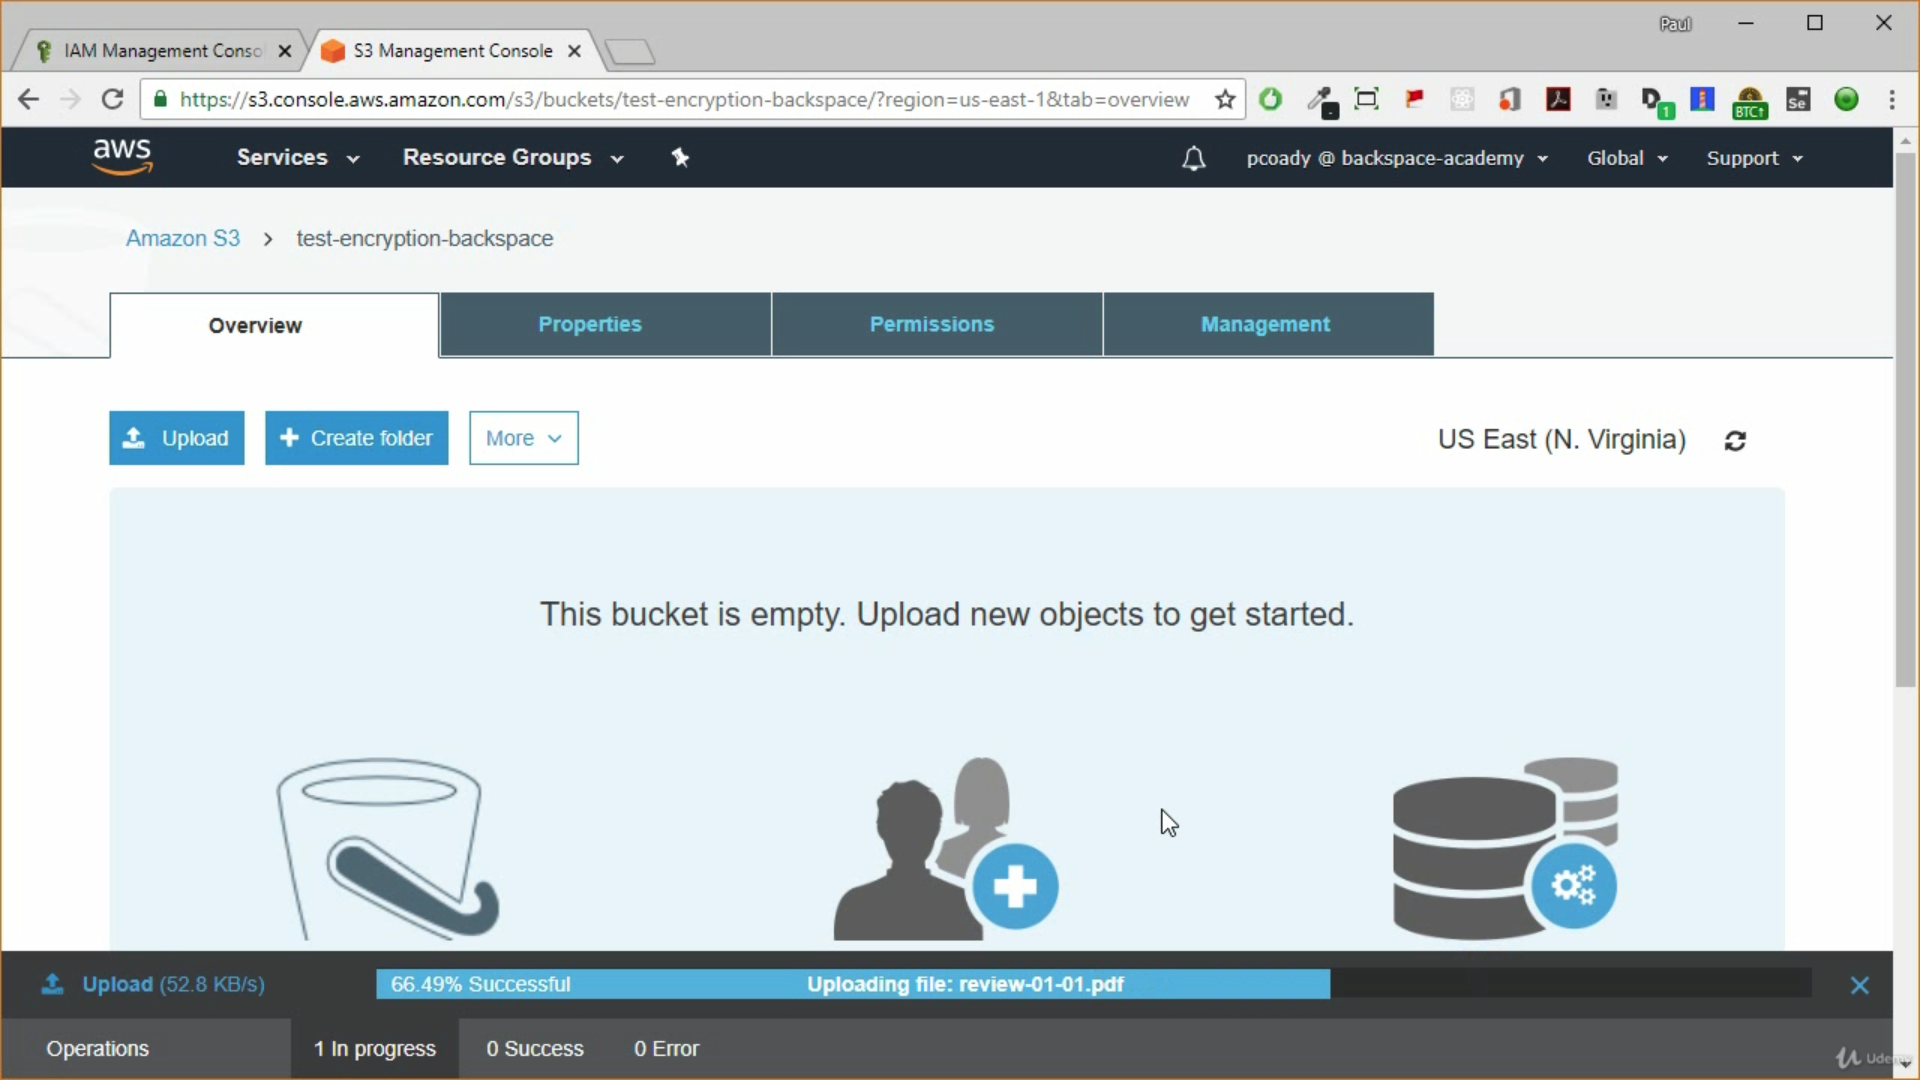 Paul
IAM Management Conso
S3 Management Console
https://s3.console.aws.amazon.com/s3/buckets/test-encryption-backspace/?region=us-east-1&tab=overview
D 1
BTC↑
Se
aws
Services
Resource Groups
pcoady @ backspace-academy
Global
Support
Amazon S3 > test-encryption-backspace
Overview
Properties
Permissions
Management
Upload
+ Create folder
More
US East (N. Virginia)
This bucket is empty. Upload new objects to get started.
Upload (52.8 KB/s)
66.49% Successful
Uploading file: review-01-01.pdf
Operations
1 In progress
0 Success
0 Error
Udemy